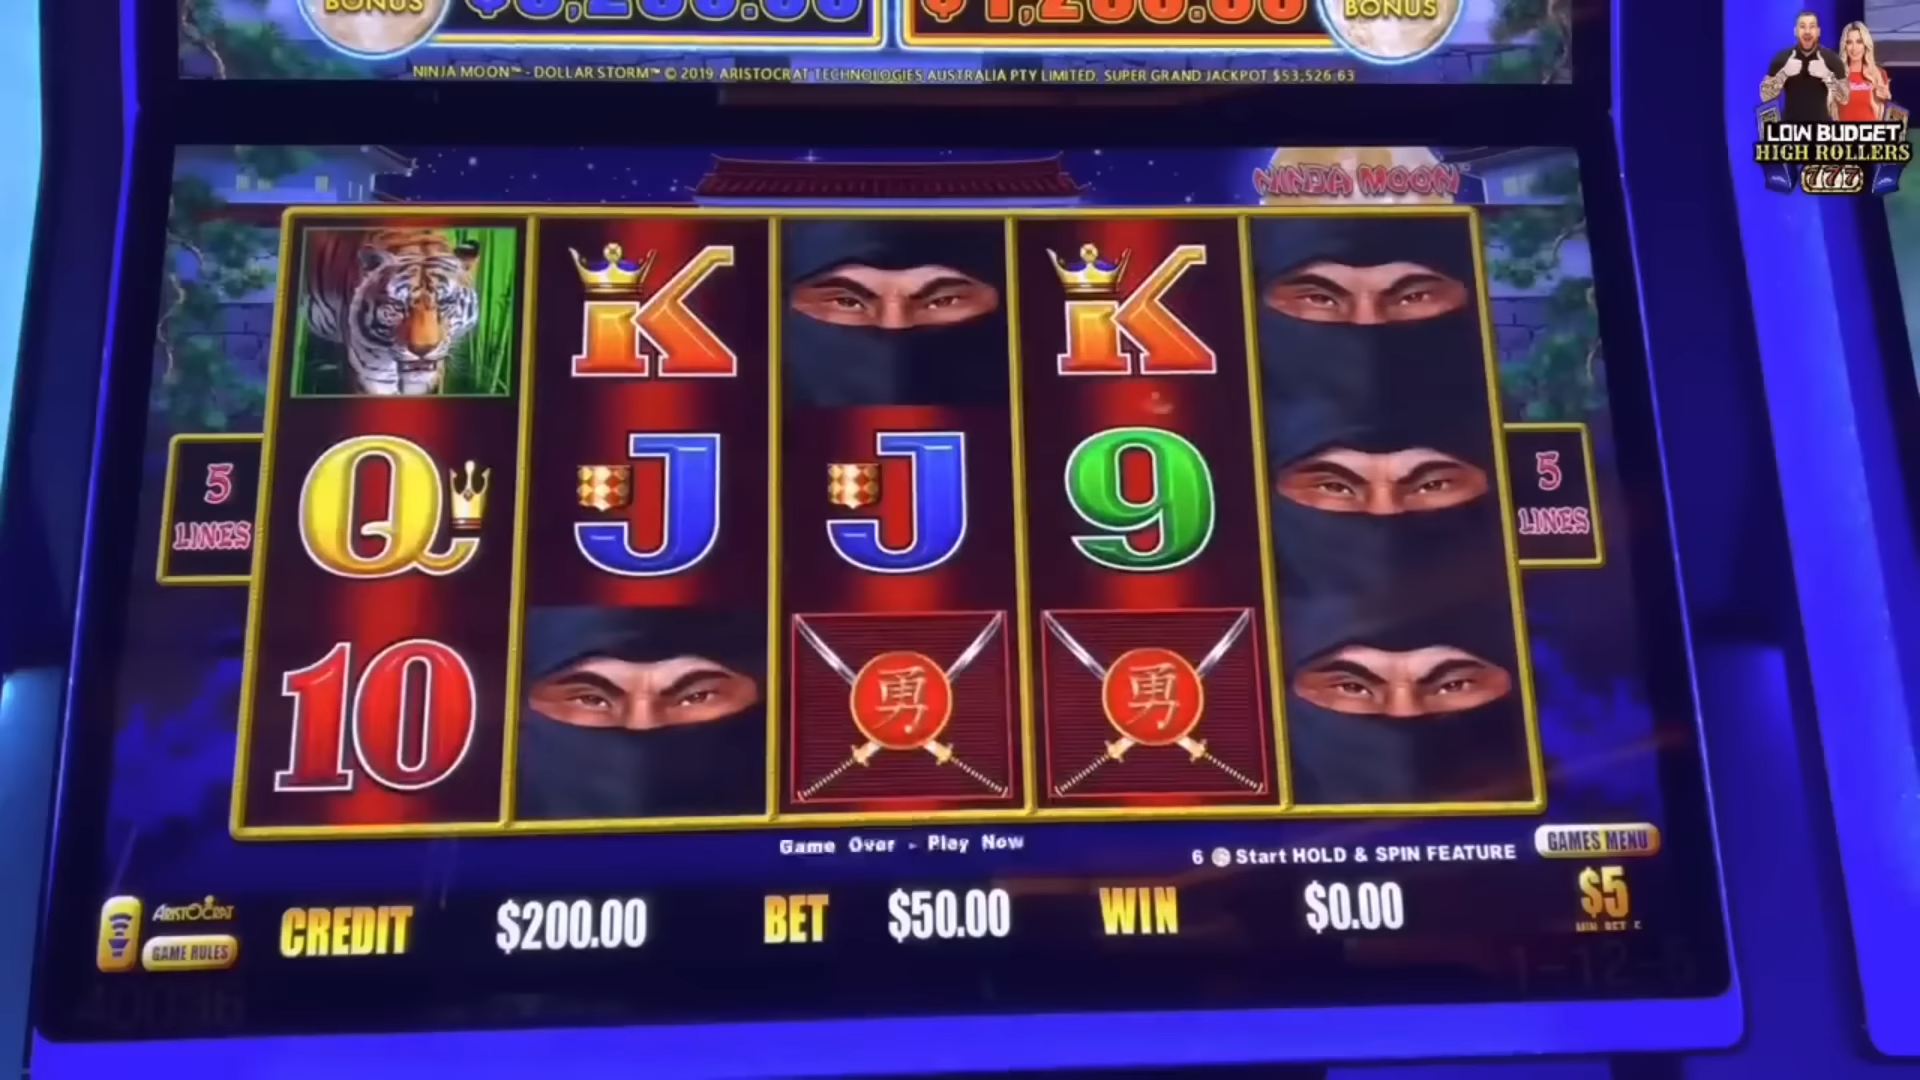 BONUS
BONUS
NINJA MOON™ - DOLLAR STORM™ © 2019 ARISTOCRAT TECHNOLOGIES AUSTRALIA PTY LIMITED. SUPER GRAND JACKPOT $53,526.63
LOW BUDGET
HIGH ROLLERS
777
NINJA MOON™
K
K
Q
J
J
9
5
LINES
5
LINES
10
勇
勇
Game Over - Play Now
6 Start HOLD & SPIN FEATURE
GAMES MENU
ARISTOCRAT
GAME RULES
CREDIT $200.00 BET $50.00 WIN $0.00
$5